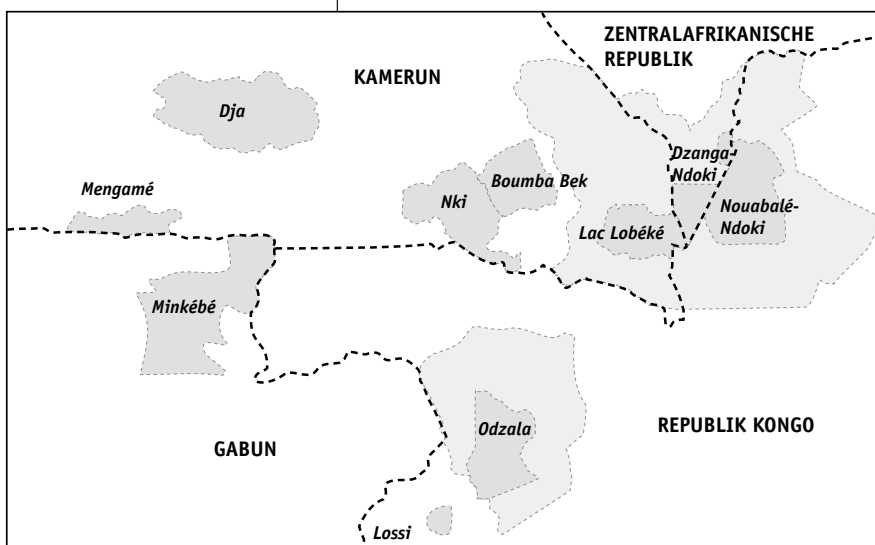 ZENTRALAFRIKANISCHE
REPUBLIK
KAMERUN
Dja
Dzanga-
Ndoki
Mengamé
Boumba Bek
Nki
Nouabalé-
Ndoki
Lac Lobéké
Minkébé
Odzala
REPUBLIK KONGO
GABUN
Lossi